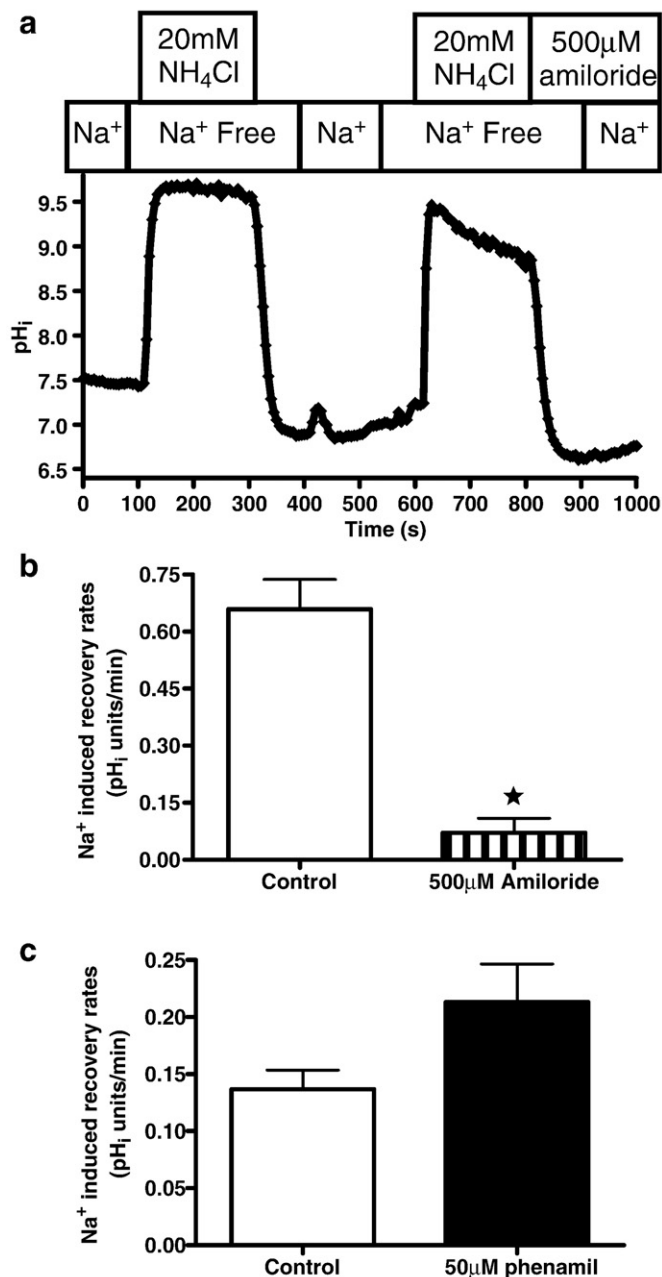 a
20mM NH₄Cl
20mM NH₄Cl
500µM amiloride
Na⁺
Na⁺ Free
Na⁺
Na⁺ Free
Na⁺
pHᵢ
9.5
9.0
8.5
8.0
7.5
7.0
6.5
0 100 200 300 400 500 600 700 800 900 1000
Time (s)
b
Na⁺ induced recovery rates
(pHᵢ units/min)
0.75
0.60
0.45
0.30
0.15
0.00
★
Control
500µM Amiloride
c
Na⁺ induced recovery rates
(pHᵢ units/min)
0.25
0.20
0.15
0.10
0.05
0.00
Control
50µM phenamil